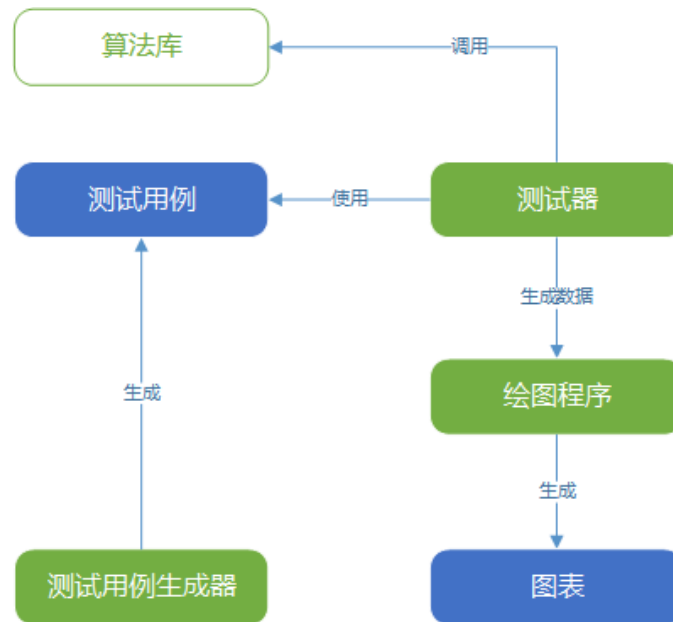 算法库
调用
测试用例
使用
测试器
生成数据
生成
绘图程序
生成
测试用例生成器
图表